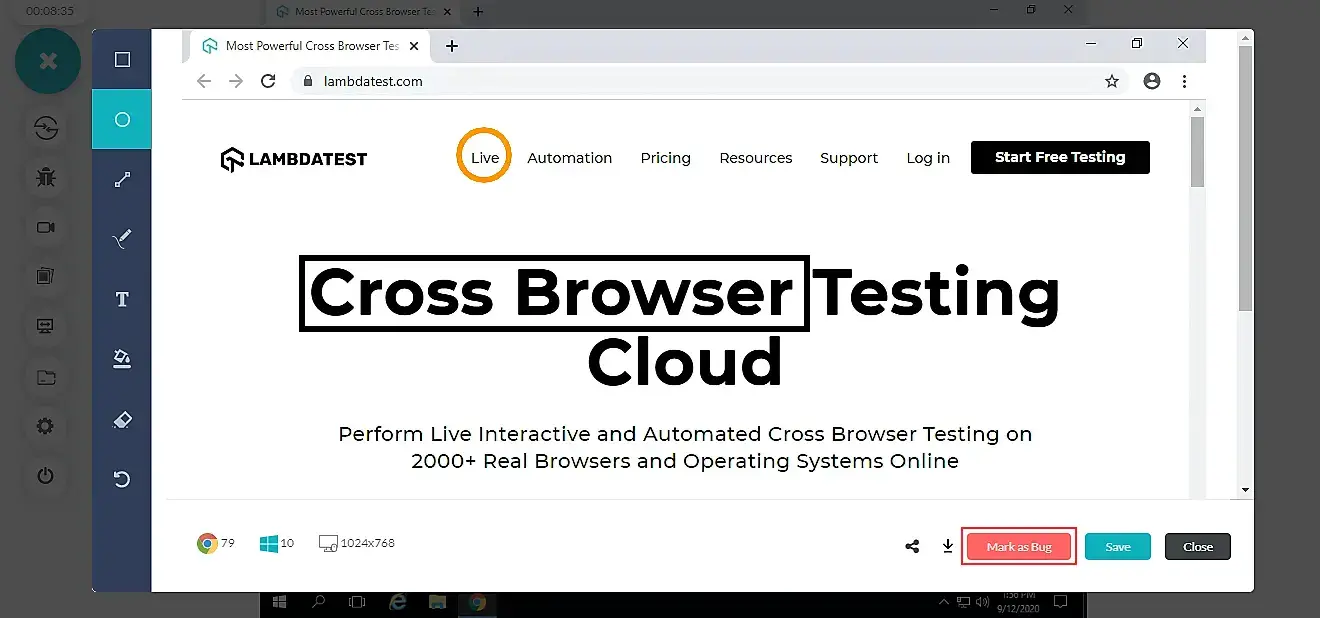 00:08:35
Most Powerful Cross Browser Te
Most Powerful Cross Browser Tes
lambdatest.com
LAMBDATEST
Live
Automation
Pricing
Resources
Support
Log in
Start Free Testing
Cross Browser Testing
Cloud
Perform Live Interactive and Automated Cross Browser Testing on
2000+ Real Browsers and Operating Systems Online
79
10
1024x768
Mark as Bug
Save
Close
T
1:56 PM
9/12/2020